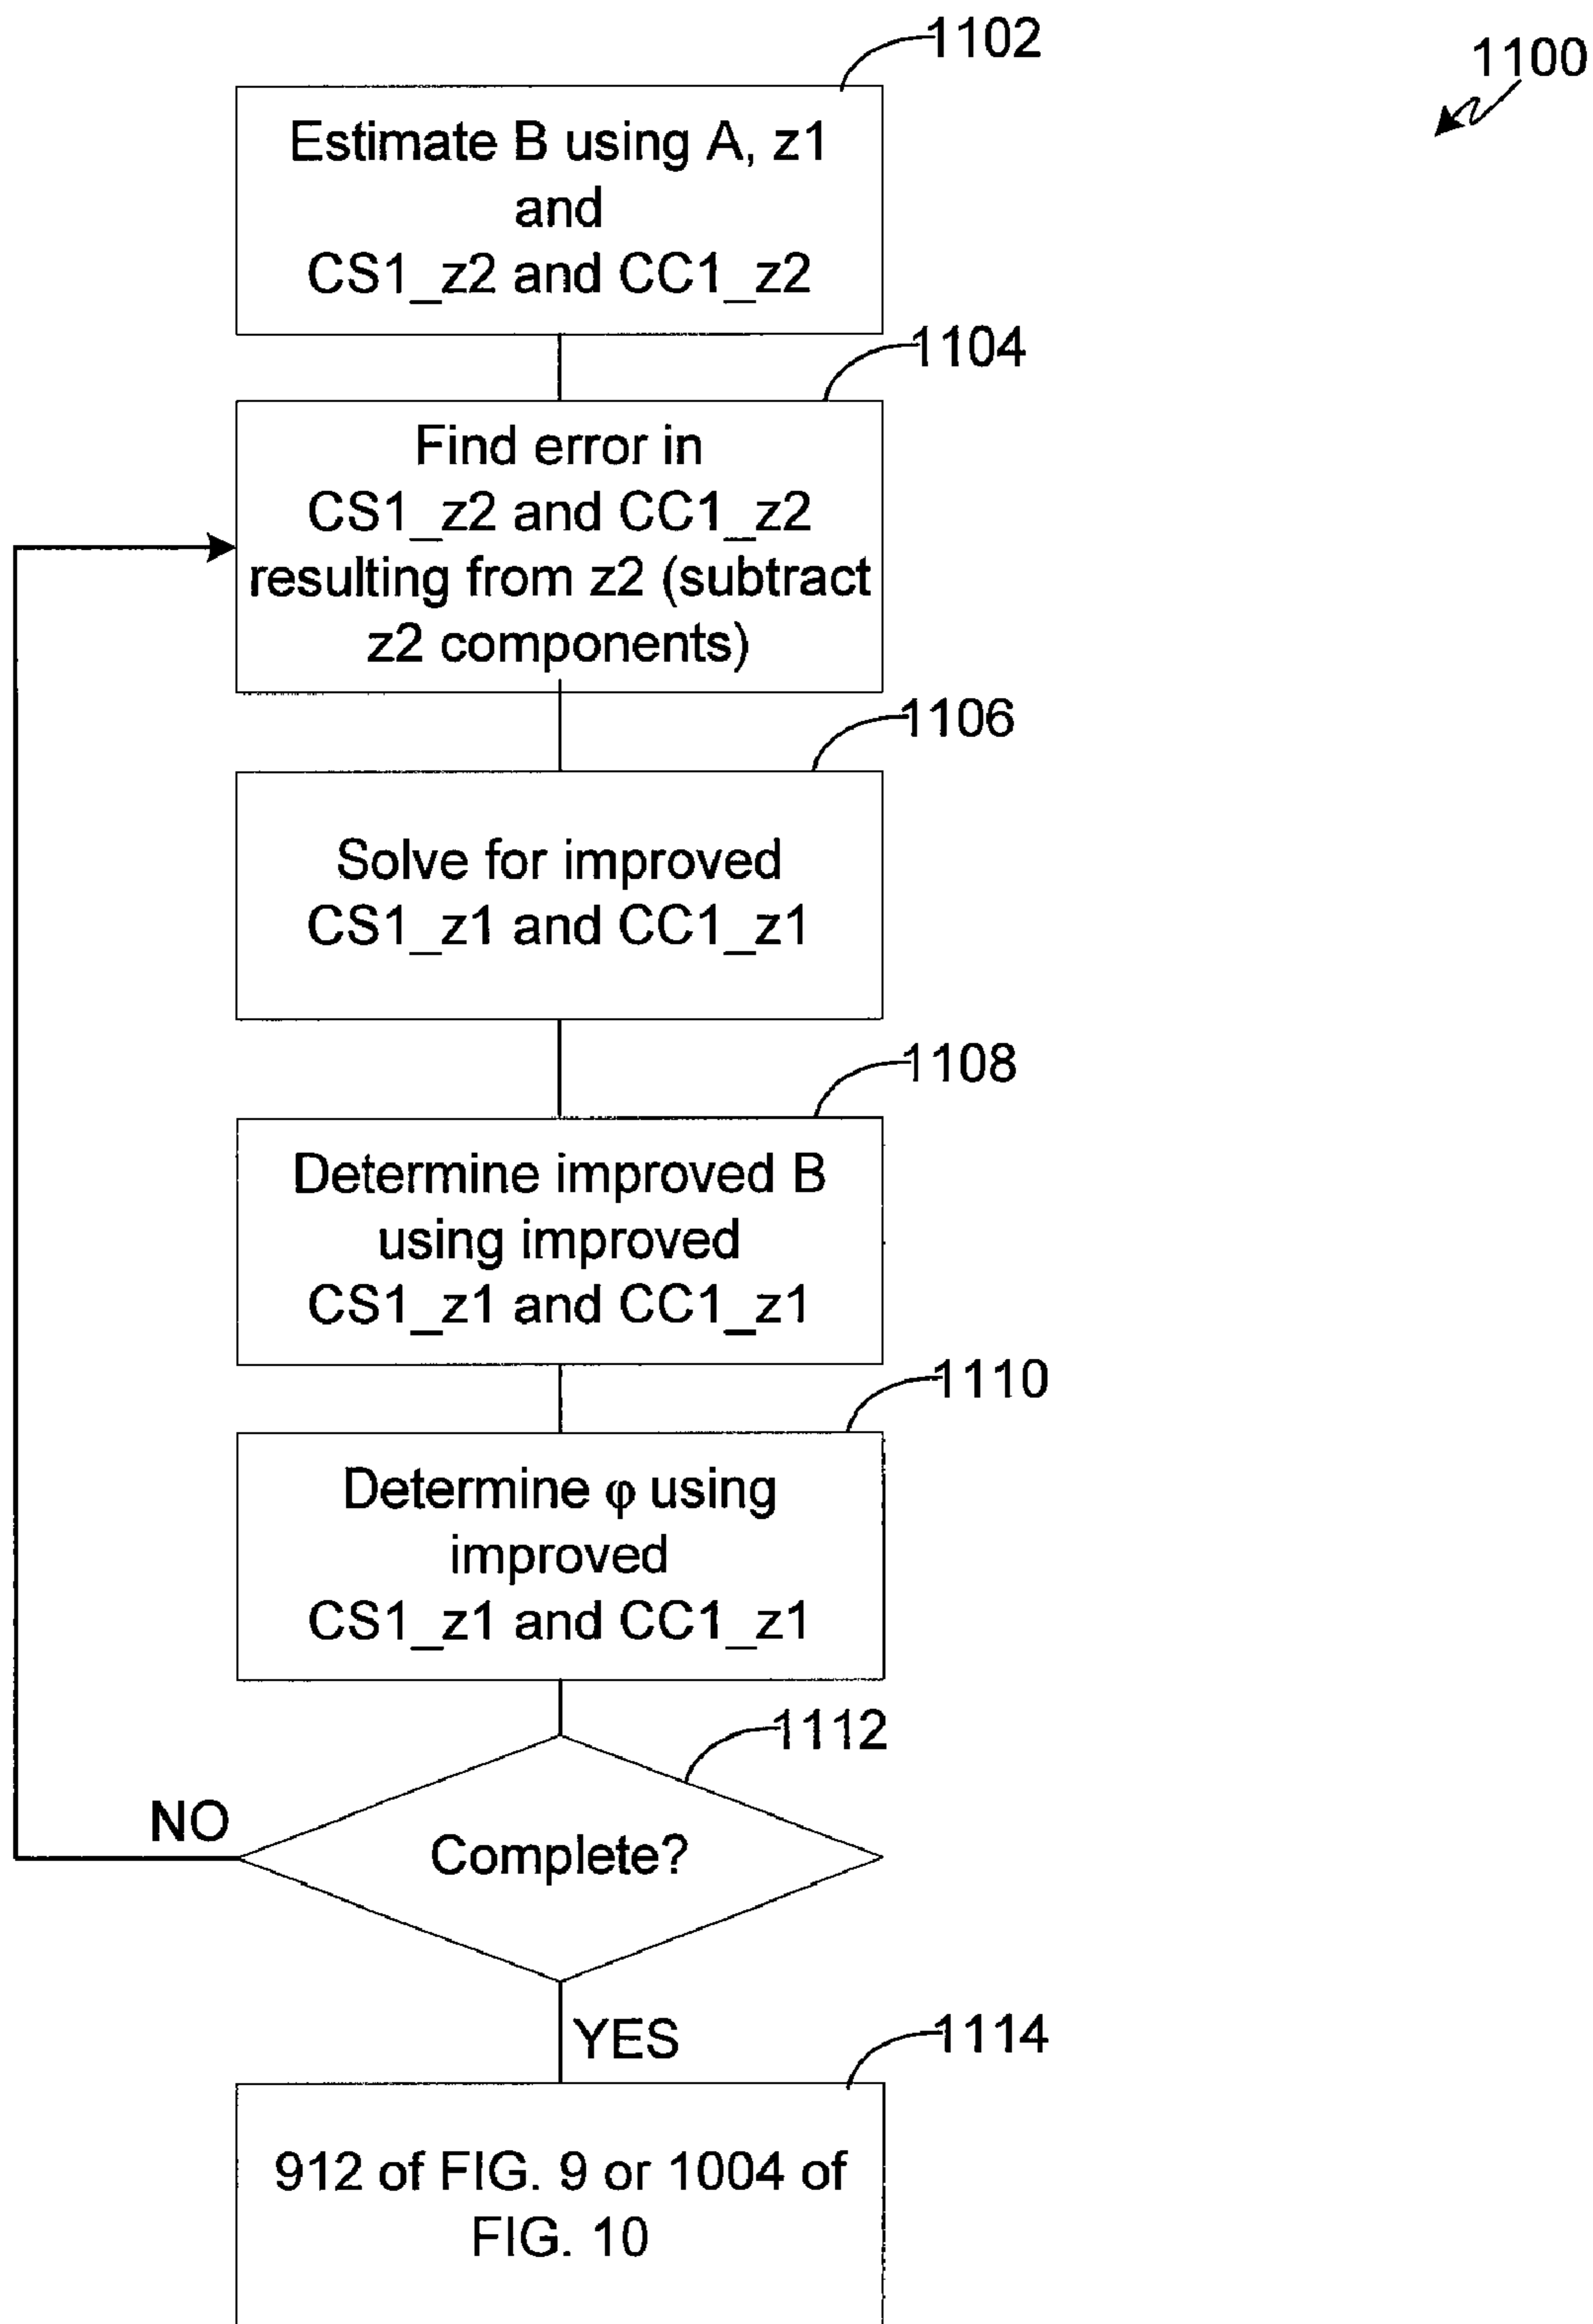 1102
1100
Estimate B using A, z1
and
CS1_z2 and CC1_z2
1104
Find error in
CS1_z2 and CC1_z2
resulting from z2 (subtract
z2 components)
1106
Solve for improved
CS1_z1 and CC1_z1
1108
Determine improved B
using improved
CS1_z1 and CC1_z1
1110
Determine φ using
improved
CS1_z1 and CC1_z1
1112
NO
Complete?
YES
1114
912 of FIG. 9 or 1004 of
FIG. 10